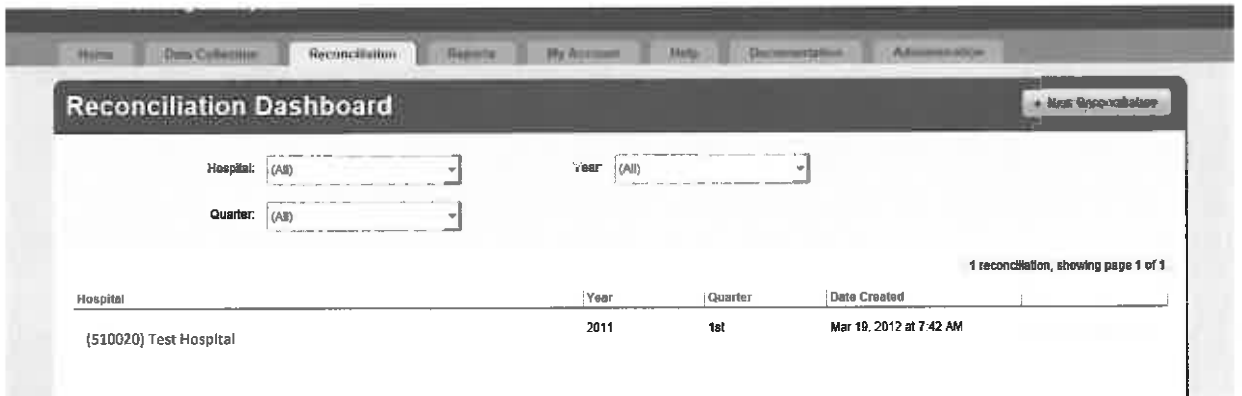 Home Data Collection Reconciliation Reports My Account Help Documentation Administration
Reconciliation Dashboard
+ New Reconciliation
Hospital: (All) Year (All)
Quarter: (All)
1 reconciliation, showing page 1 of 1
Hospital Year Quarter Date Created
(510020) Test Hospital 2011 1st Mar 19, 2012 at 7:42 AM